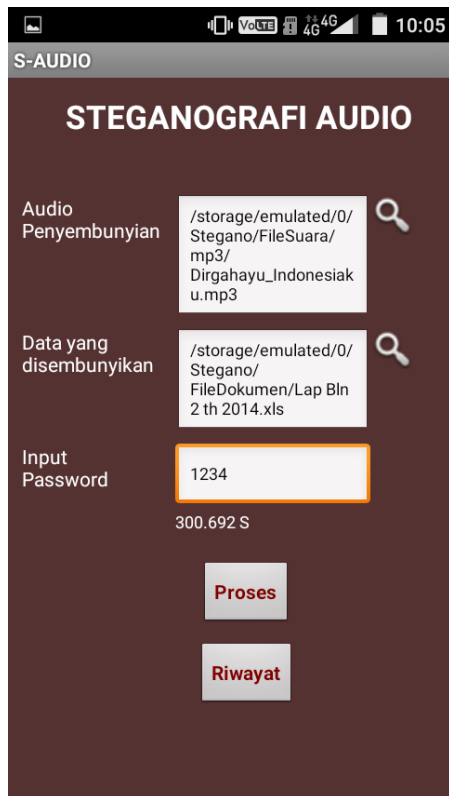 VoLTE 4G 4G 10:05
S-AUDIO
STEGANOGRAFI AUDIO
Audio
Penyembunyian
/storage/emulated/0/
Stegano/FileSuara/
mp3/
Dirgahayu_Indonesiak
u.mp3
Data yang
disembunyikan
/storage/emulated/0/
Stegano/
FileDokumen/Lap Bln
2 th 2014.xls
Input
Password
1234
300.692 S
Proses
Riwayat